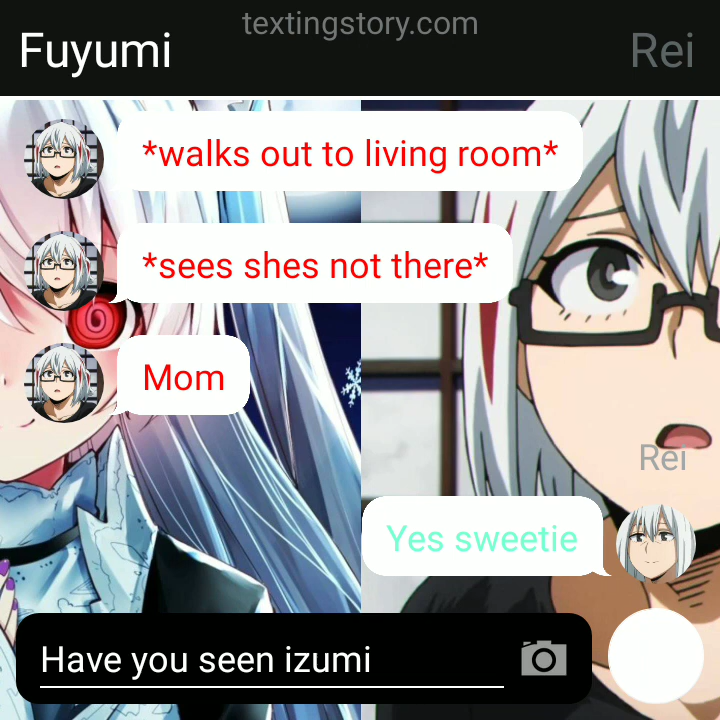 textingstory.com
Fuyumi
Rei
*walks out to living room*
*sees shes not there*
Mom
Rei
Yes sweetie
Have you seen izumi